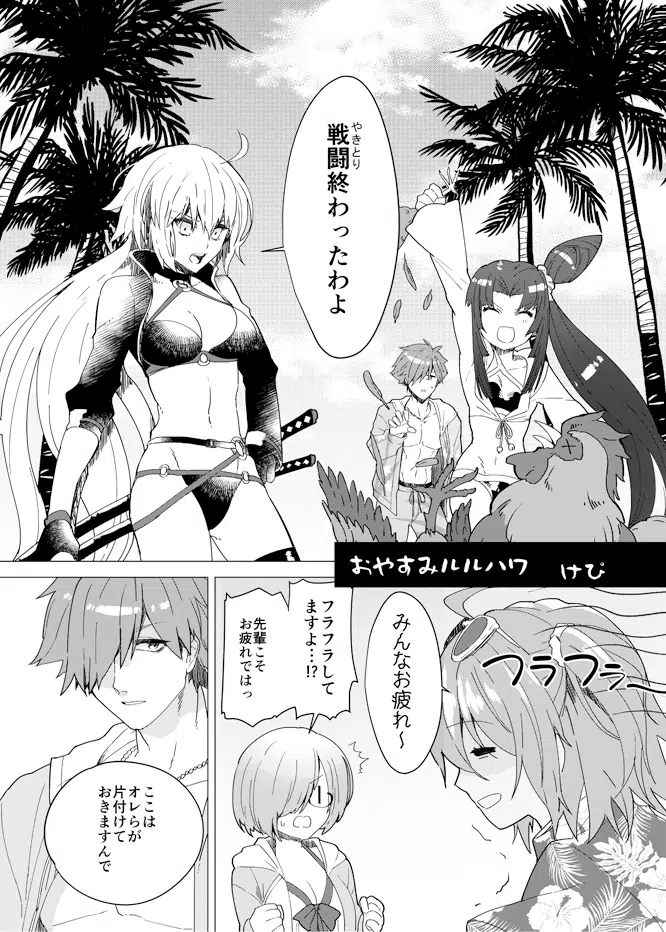 やきとり
戦闘終わったわよ
おやすみルルハワ けび
みんなお疲れ〜
フラフラ〜
フラフラして
ますよ…!?
先輩こそ
お疲れではっ
ここは
オレらが
片付けて
おきますんで